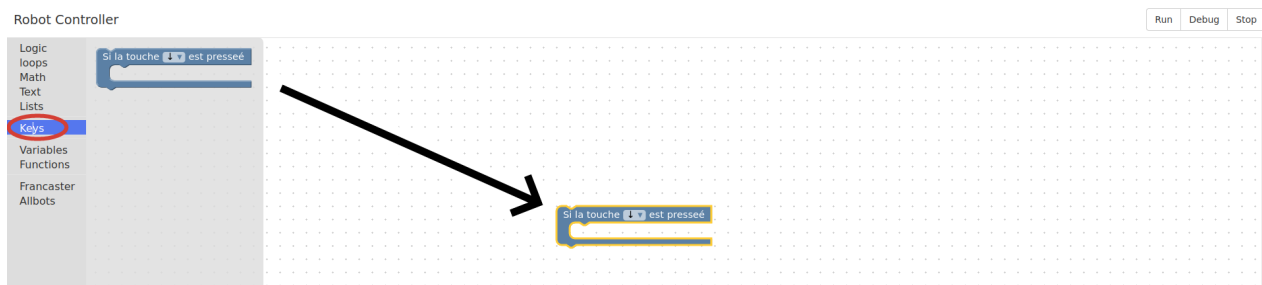 Robot Controller
Run Debug Stop
Logic
loops
Math
Text
Lists
Keys
Variables
Functions
Francaster
Allbots
Si la touche ↓ ▾ est presseé
Si la touche ↓ ▾ est presseé